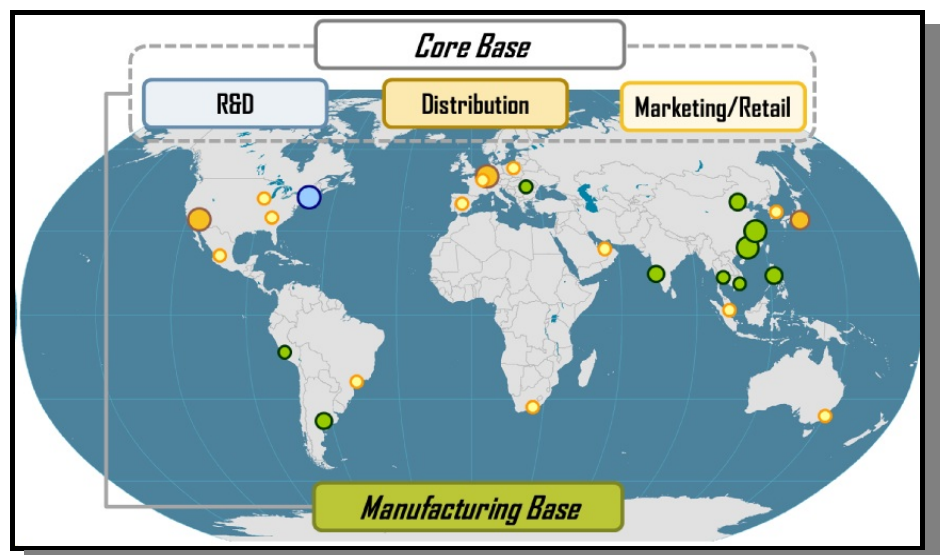 Core Base
R&D
Distribution
Marketing/Retail
Manufacturing Base